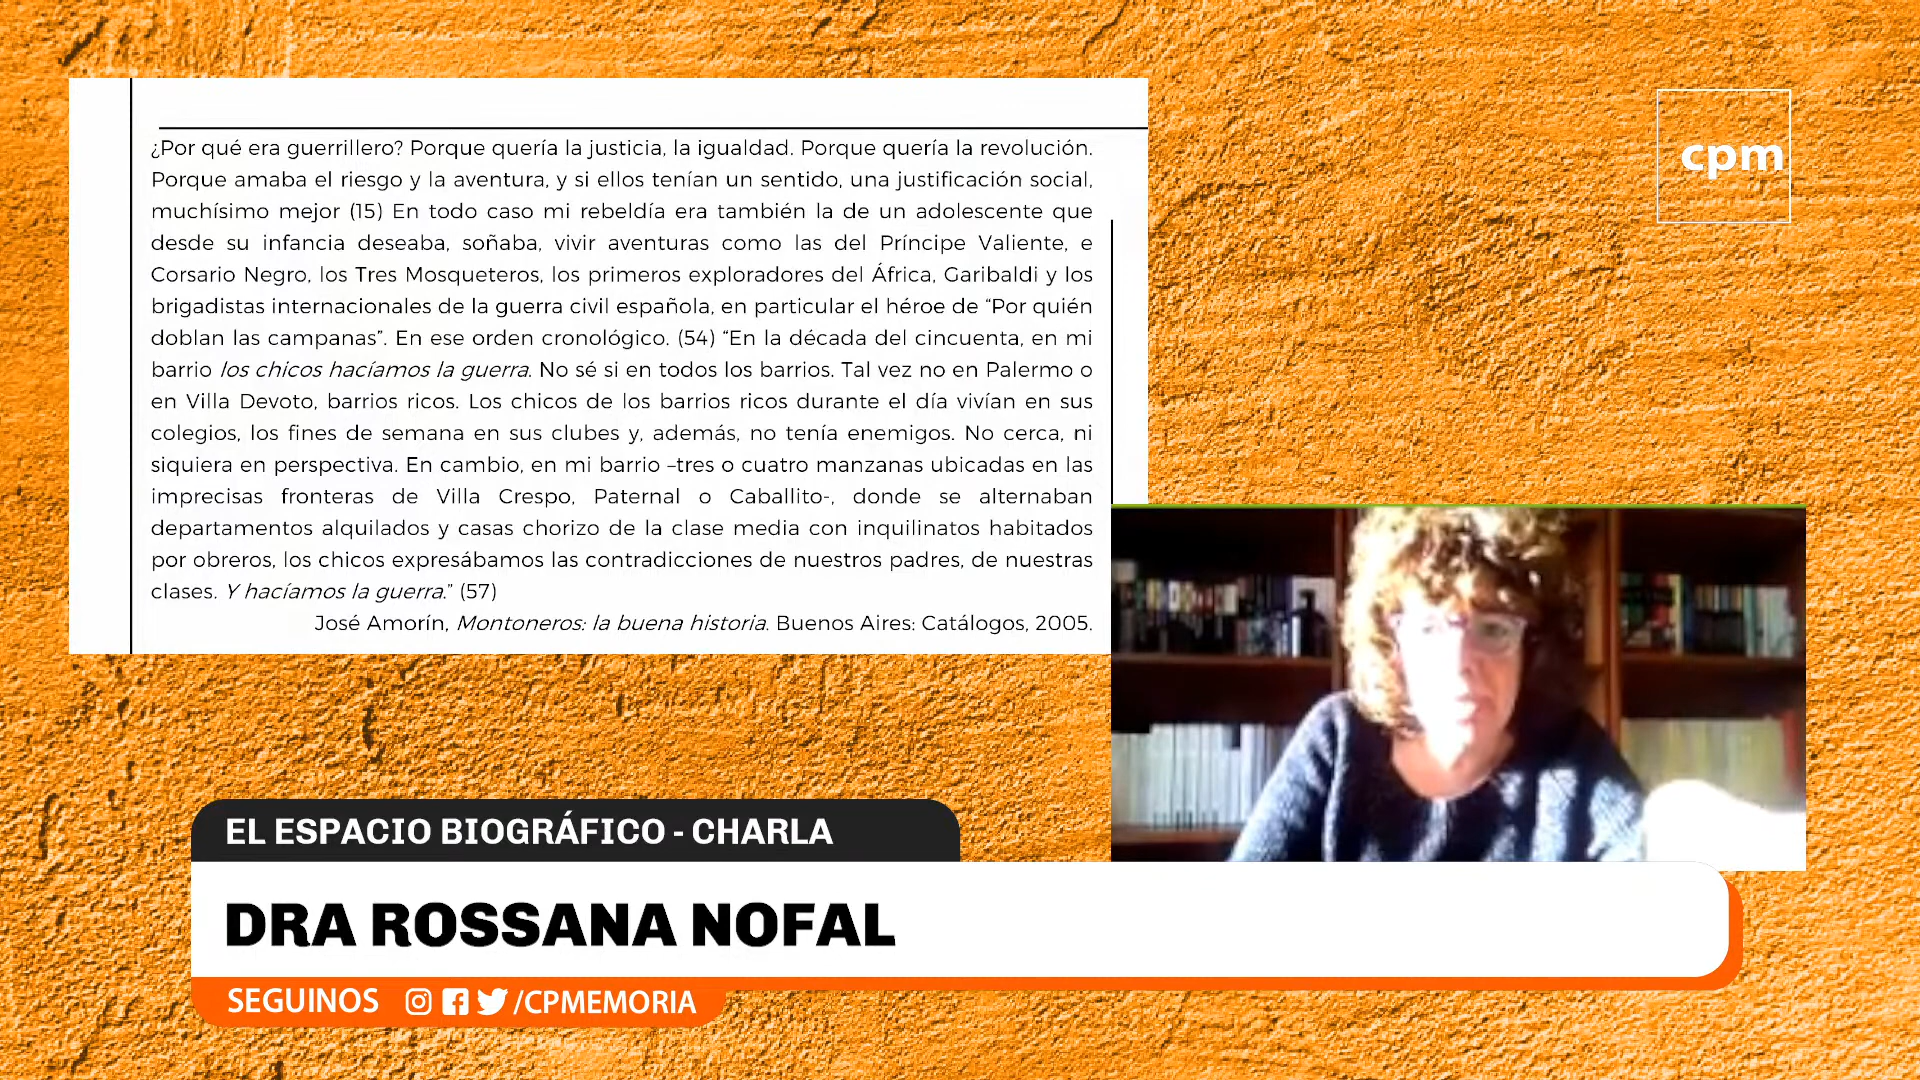 ¿Por qué era guerrillero? Porque quería la justicia, la igualdad. Porque quería la revolución.
Porque amaba el riesgo y la aventura, y si ellos tenían un sentido, una justificación social,
muchísimo mejor (15) En todo caso mi rebeldía era también la de un adolescente que
desde su infancia deseaba, soñaba, vivir aventuras como las del Príncipe Valiente, e
Corsario Negro, los Tres Mosqueteros, los primeros exploradores del África, Garibaldi y los
brigadistas internacionales de la guerra civil española, en particular el héroe de “Por quién
doblan las campanas”. En ese orden cronológico. (54) “En la década del cincuenta, en mi
barrio los chicos hacíamos la guerra. No sé si en todos los barrios. Tal vez no en Palermo o
en Villa Devoto, barrios ricos. Los chicos de los barrios ricos durante el día vivían en sus
colegios, los fines de semana en sus clubes y, además, no tenía enemigos. No cerca, ni
siquiera en perspectiva. En cambio, en mi barrio –tres o cuatro manzanas ubicadas en las
imprecisas fronteras de Villa Crespo, Paternal o Caballito-, donde se alternaban
departamentos alquilados y casas chorizo de la clase media con inquilinatos habitados
por obreros, los chicos expresábamos las contradicciones de nuestros padres, de nuestras
clases. Y hacíamos la guerra.” (57)
José Amorín, Montoneros: la buena historia. Buenos Aires: Catálogos, 2005.
cpm
EL ESPACIO BIOGRÁFICO - CHARLA
DRA ROSSANA NOFAL
SEGUINOS /CPMEMORIA